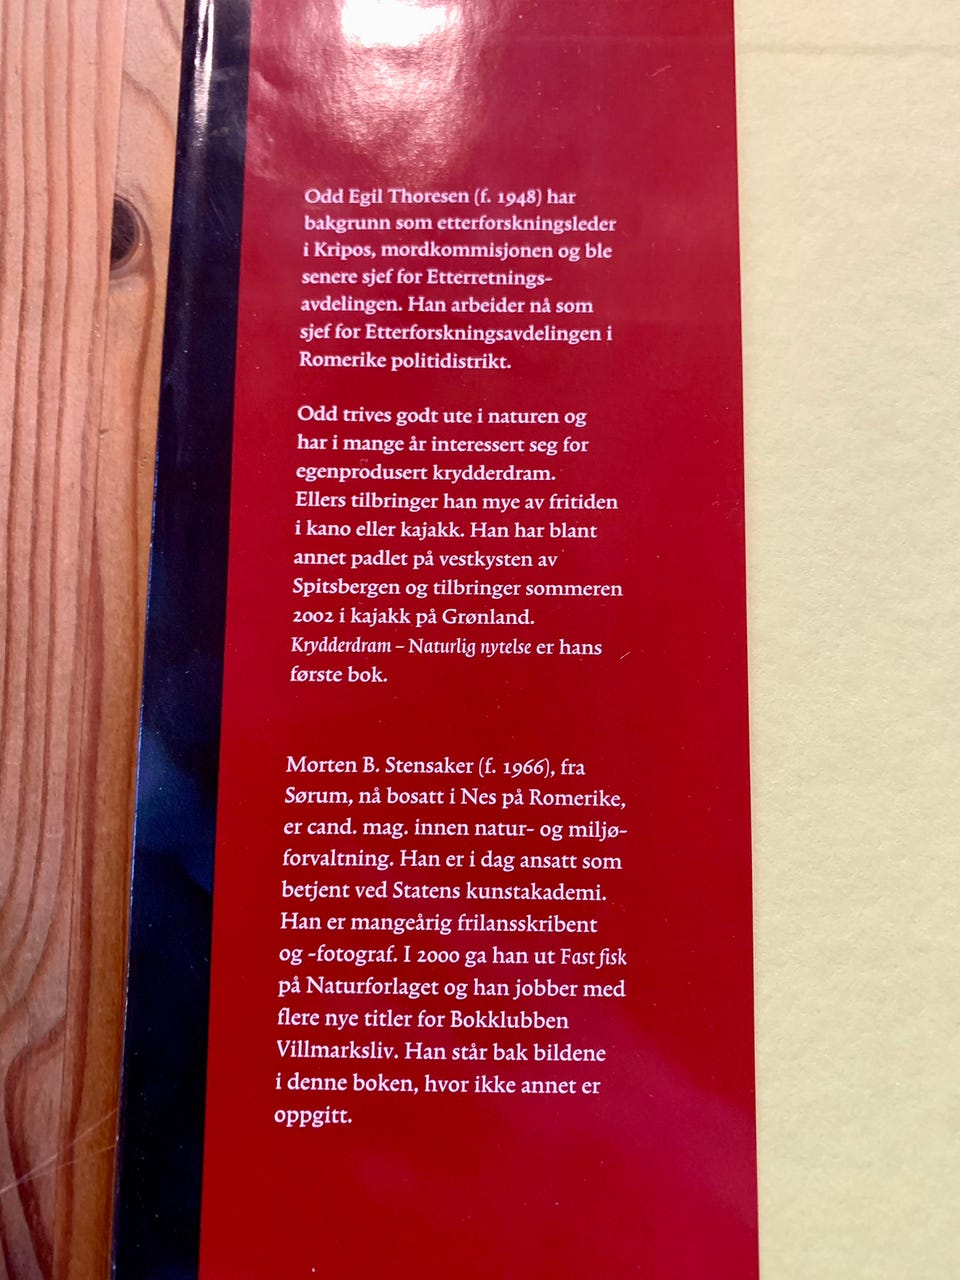 Odd Egil Thoresen (f. 1948) har
bakgrunn som etterforskningsleder
i Kripos, mordkommisjonen og ble
senere sjef for Etterretnings-
avdelingen. Han arbeider nå som
sjef for Etterforskningsavdelingen i
Romerike politidistrikt.
Odd trives godt ute i naturen og
har i mange år interessert seg for
egenprodusert krydderdram.
Ellers tilbringer han mye av fritiden
i kano eller kajakk. Han har blant
annet padlet på vestkysten av
Spitsbergen og tilbringer sommeren
2002 i kajakk på Grønland.
Krydderdram – Naturlig nytelse er hans
første bok.
Morten B. Stensaker (f. 1966), fra
Sørum, nå bosatt i Nes på Romerike,
er cand. mag. innen natur- og miljø-
forvaltning. Han er i dag ansatt som
betjent ved Statens kunstakademi.
Han er mangeårig frilansskribent
og -fotograf. I 2000 ga han ut Fast fisk
på Naturforlaget og han jobber med
flere nye titler for Bokklubben
Villmarksliv. Han står bak bildene
i denne boken, hvor ikke annet er
oppgitt.